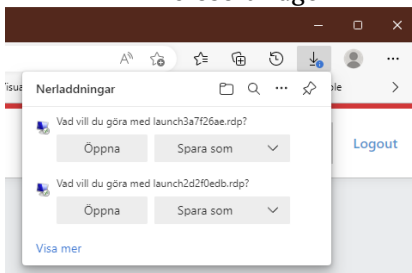 Nerladdningar
Vad vill du göra med launch3a7f26ae.rdp?
Öppna
Spara som
Logout
Vad vill du göra med launch2d2f0edb.rdp?
Öppna
Spara som
Visa mer